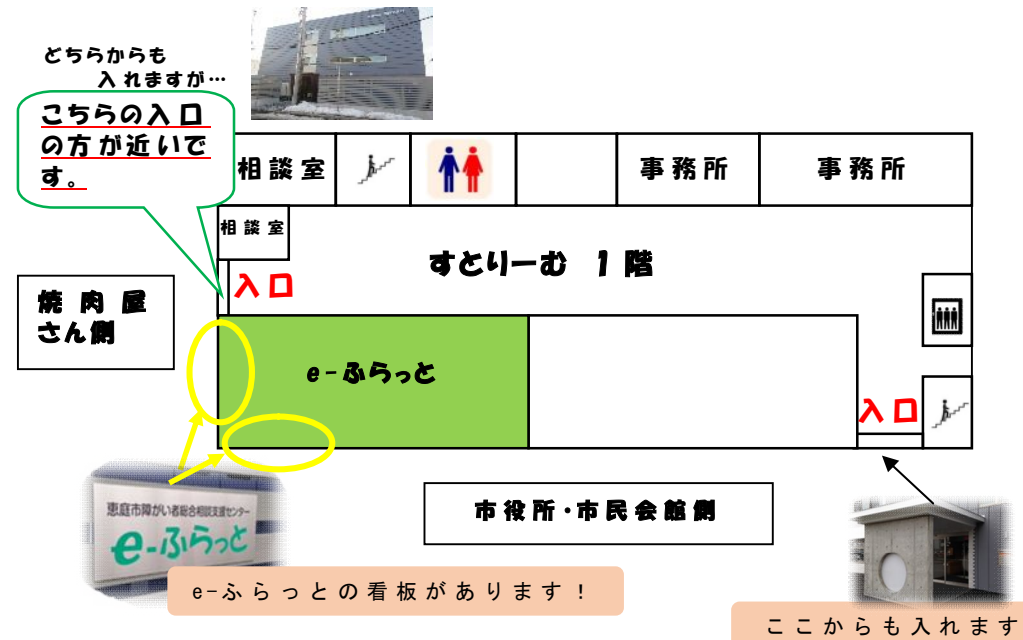 どちらからも
入れますが…
こちらの入口
の方が近いで
す。
相談室
事務所
事務所
相談室
すとりーむ 1階
入口
焼肉屋
さん側
e-ふらっと
入口
市役所・市民会館側
恵庭市障がい者総合相談支援センター
e-ふらっと
e-ふらっとの看板があります！
ここからも入れます